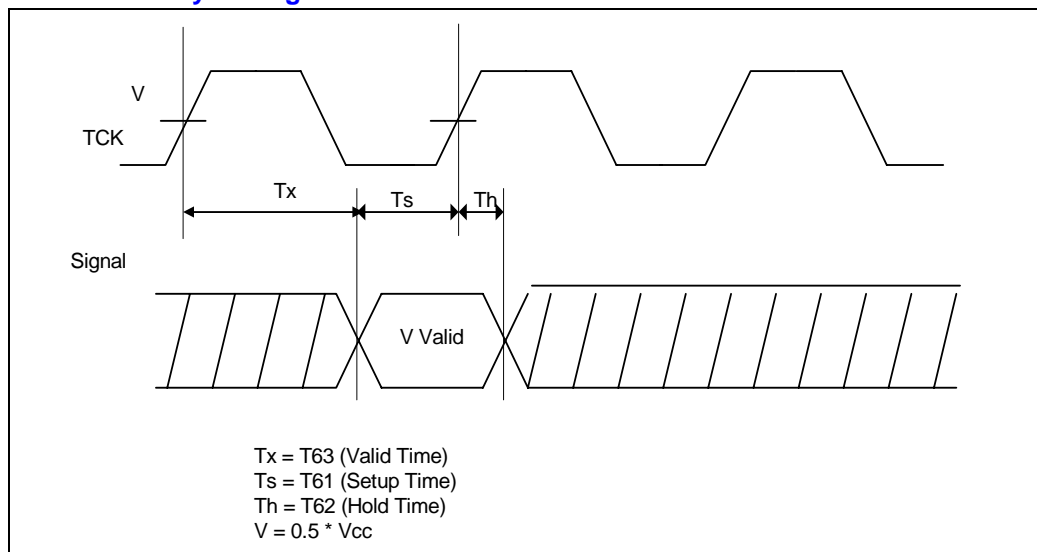 V
TCK
Tx
Ts
Th
Signal
V Valid
Tx = T63 (Valid Time)
Ts = T61 (Setup Time)
Th = T62 (Hold Time)
V = 0.5 * Vcc